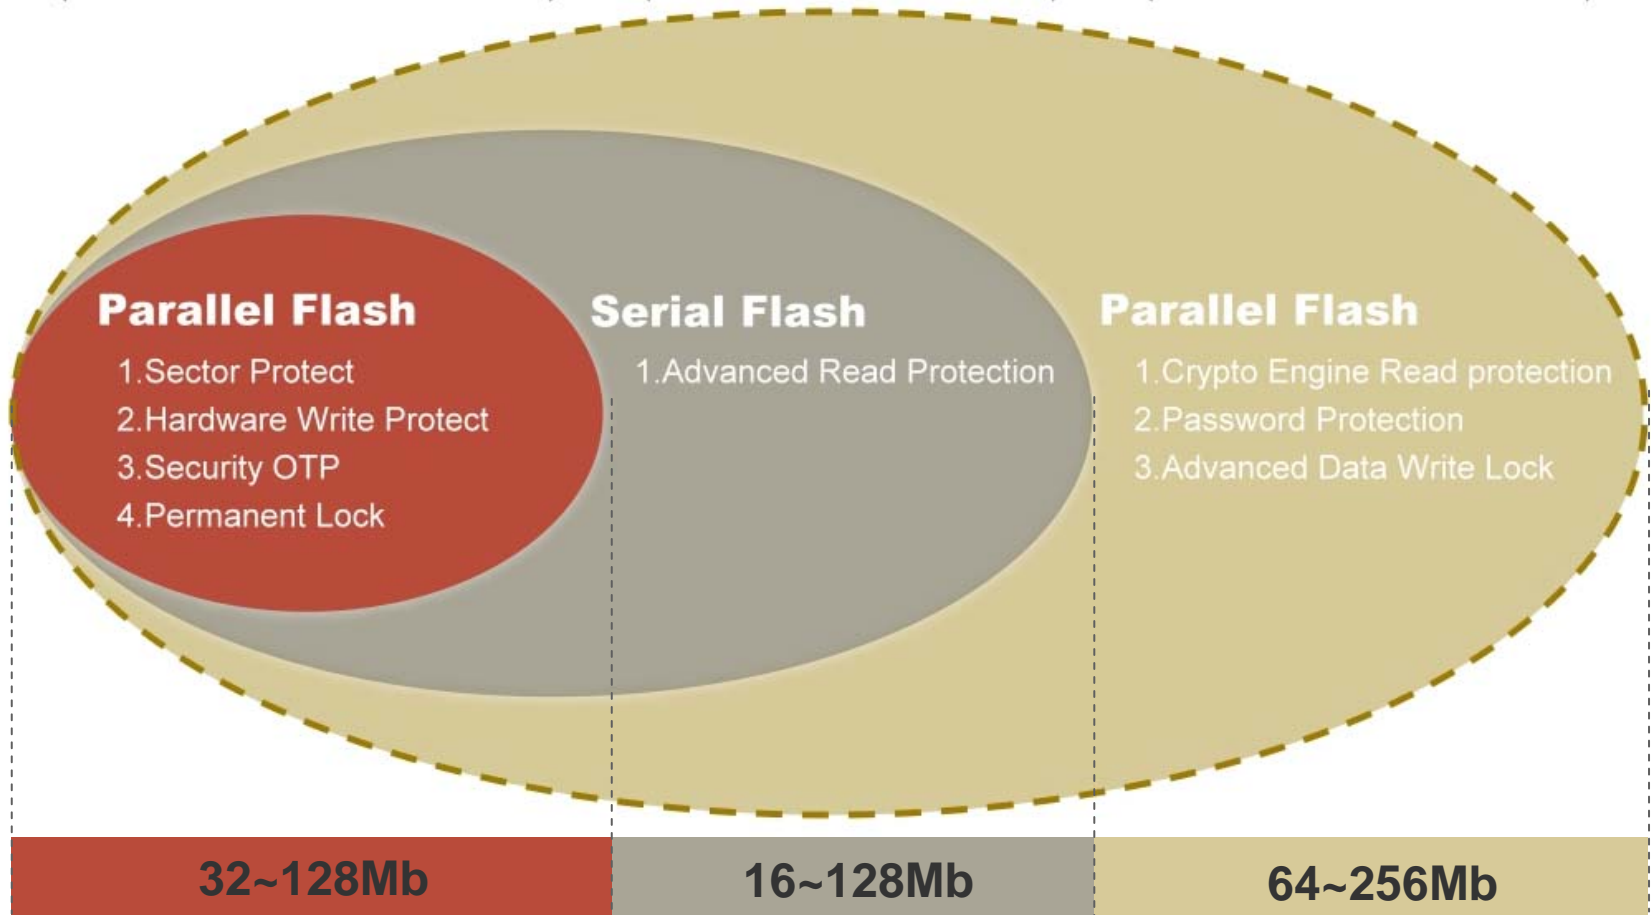 Parallel Flash
1.Sector Protect
2.Hardware Write Protect
3.Security OTP
4.Permanent Lock
Serial Flash
1.Advanced Read Protection
Parallel Flash
1.Crypto Engine Read protection
2.Password Protection
3.Advanced Data Write Lock
32~128Mb
16~128Mb
64~256Mb